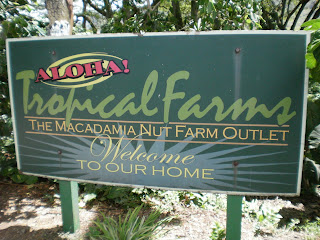 ALOHA!
Tropical Farms
THE MACADAMIA NUT FARM OUTLET
Welcome
TO OUR HOME